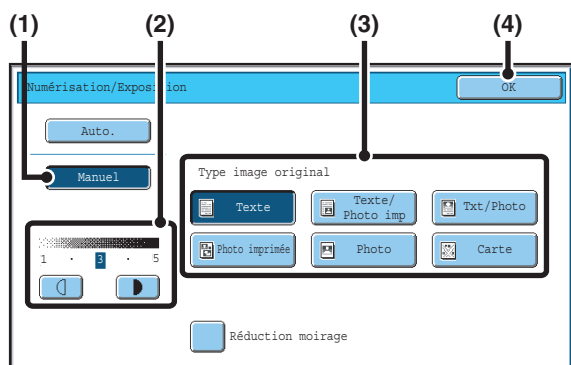 (1) (2) (3) (4)
Numérisation/Exposition OK
Auto.
Manuel
Type image original
Texte
Texte/
Photo imp
Txt/Photo
1 · 3 · 5
Photo imprimée
Photo
Carte
Réduction moirage